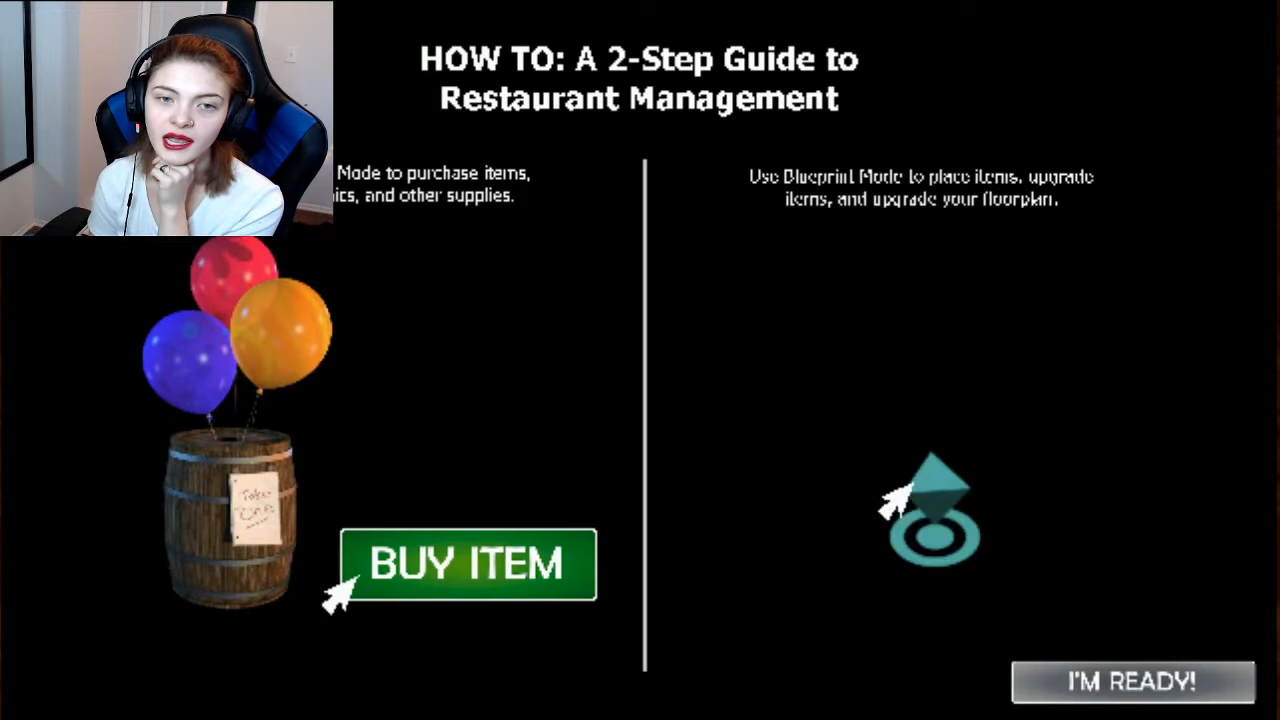 HOW TO: A 2-Step Guide to
Restaurant Management
Mode to purchase items,
ics, and other supplies.
Use Blueprint Mode to place items, upgrade
items, and upgrade your floorplan.
BUY ITEM
I'M READY!